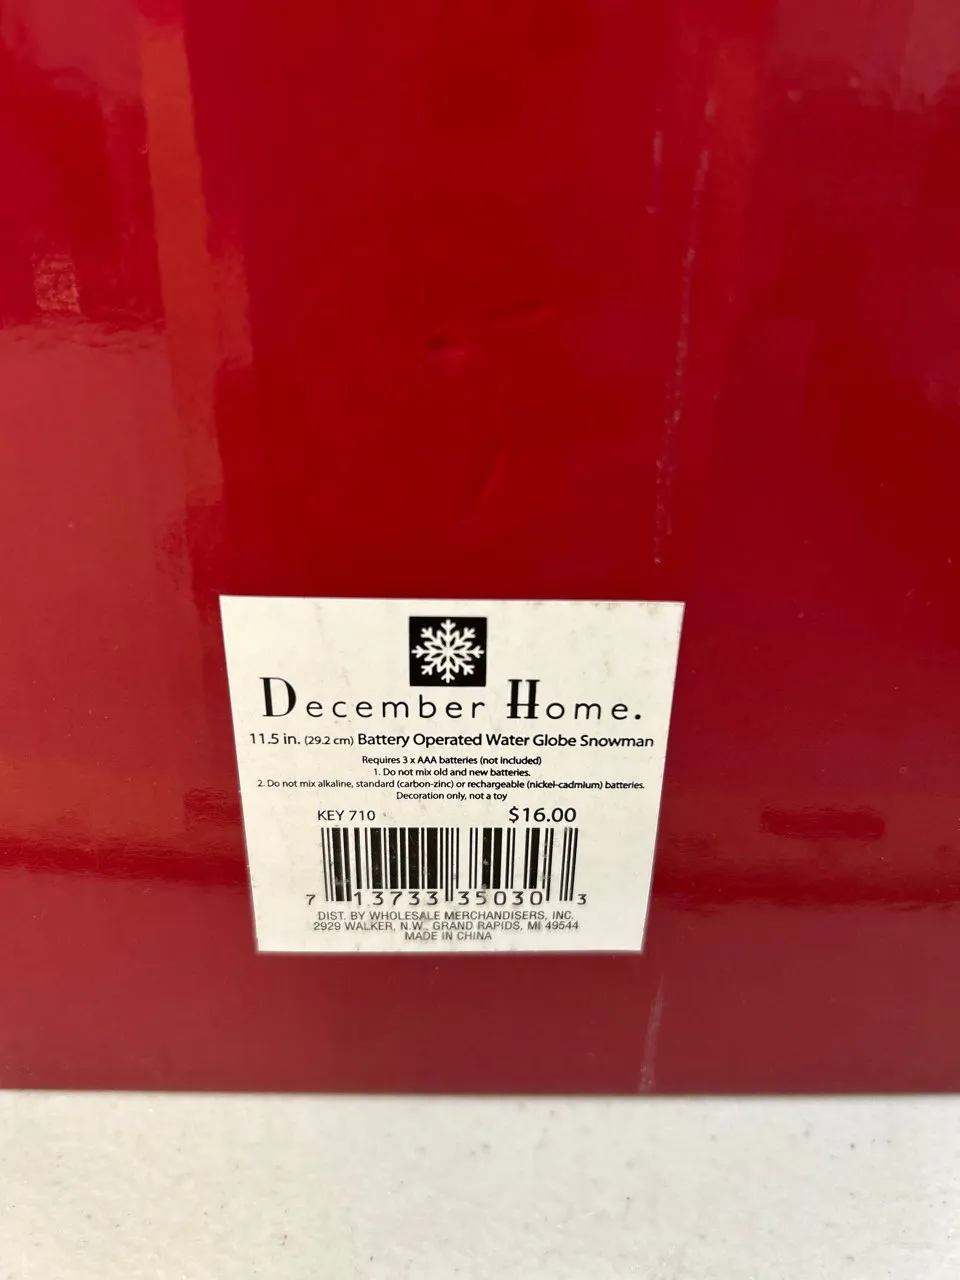 December Home.
11.5 in. (29.2 cm) Battery Operated Water Globe Snowman
Requires 3 x AAA batteries (not included)
1. Do not mix old and new batteries.
2. Do not mix alkaline, standard (carbon-zinc) or rechargeable (nickel-cadmium) batteries.
Decoration only, not a toy
KEY 710 $16.00
7 13733 35030 3
DIST. BY WHOLESALE MERCHANDISERS, INC.
2929 WALKER, N.W., GRAND RAPIDS, MI 49544
MADE IN CHINA